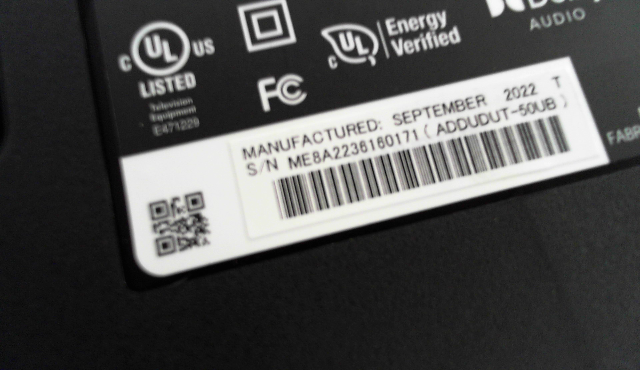 C UL US
LISTED
Television
Equipment
E471229
FC
C UL Energy
Verified
AUDIO
MANUFACTURED: SEPTEMBER 2022 T
S/N ME8A2236160171 ( ADDUDUT-50UB )